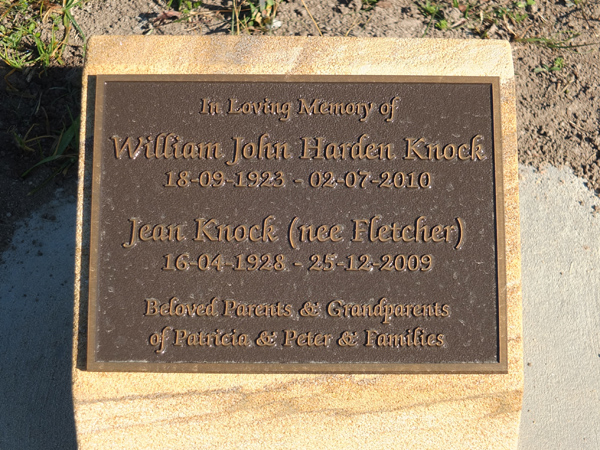 In Loving Memory of
William John Harden Knock
18-09-1923 - 02-07-2010
Jean Knock (nee Fletcher)
16-04-1928 - 25-12-2009
Beloved Parents & Grandparents
of Patricia & Peter & Families